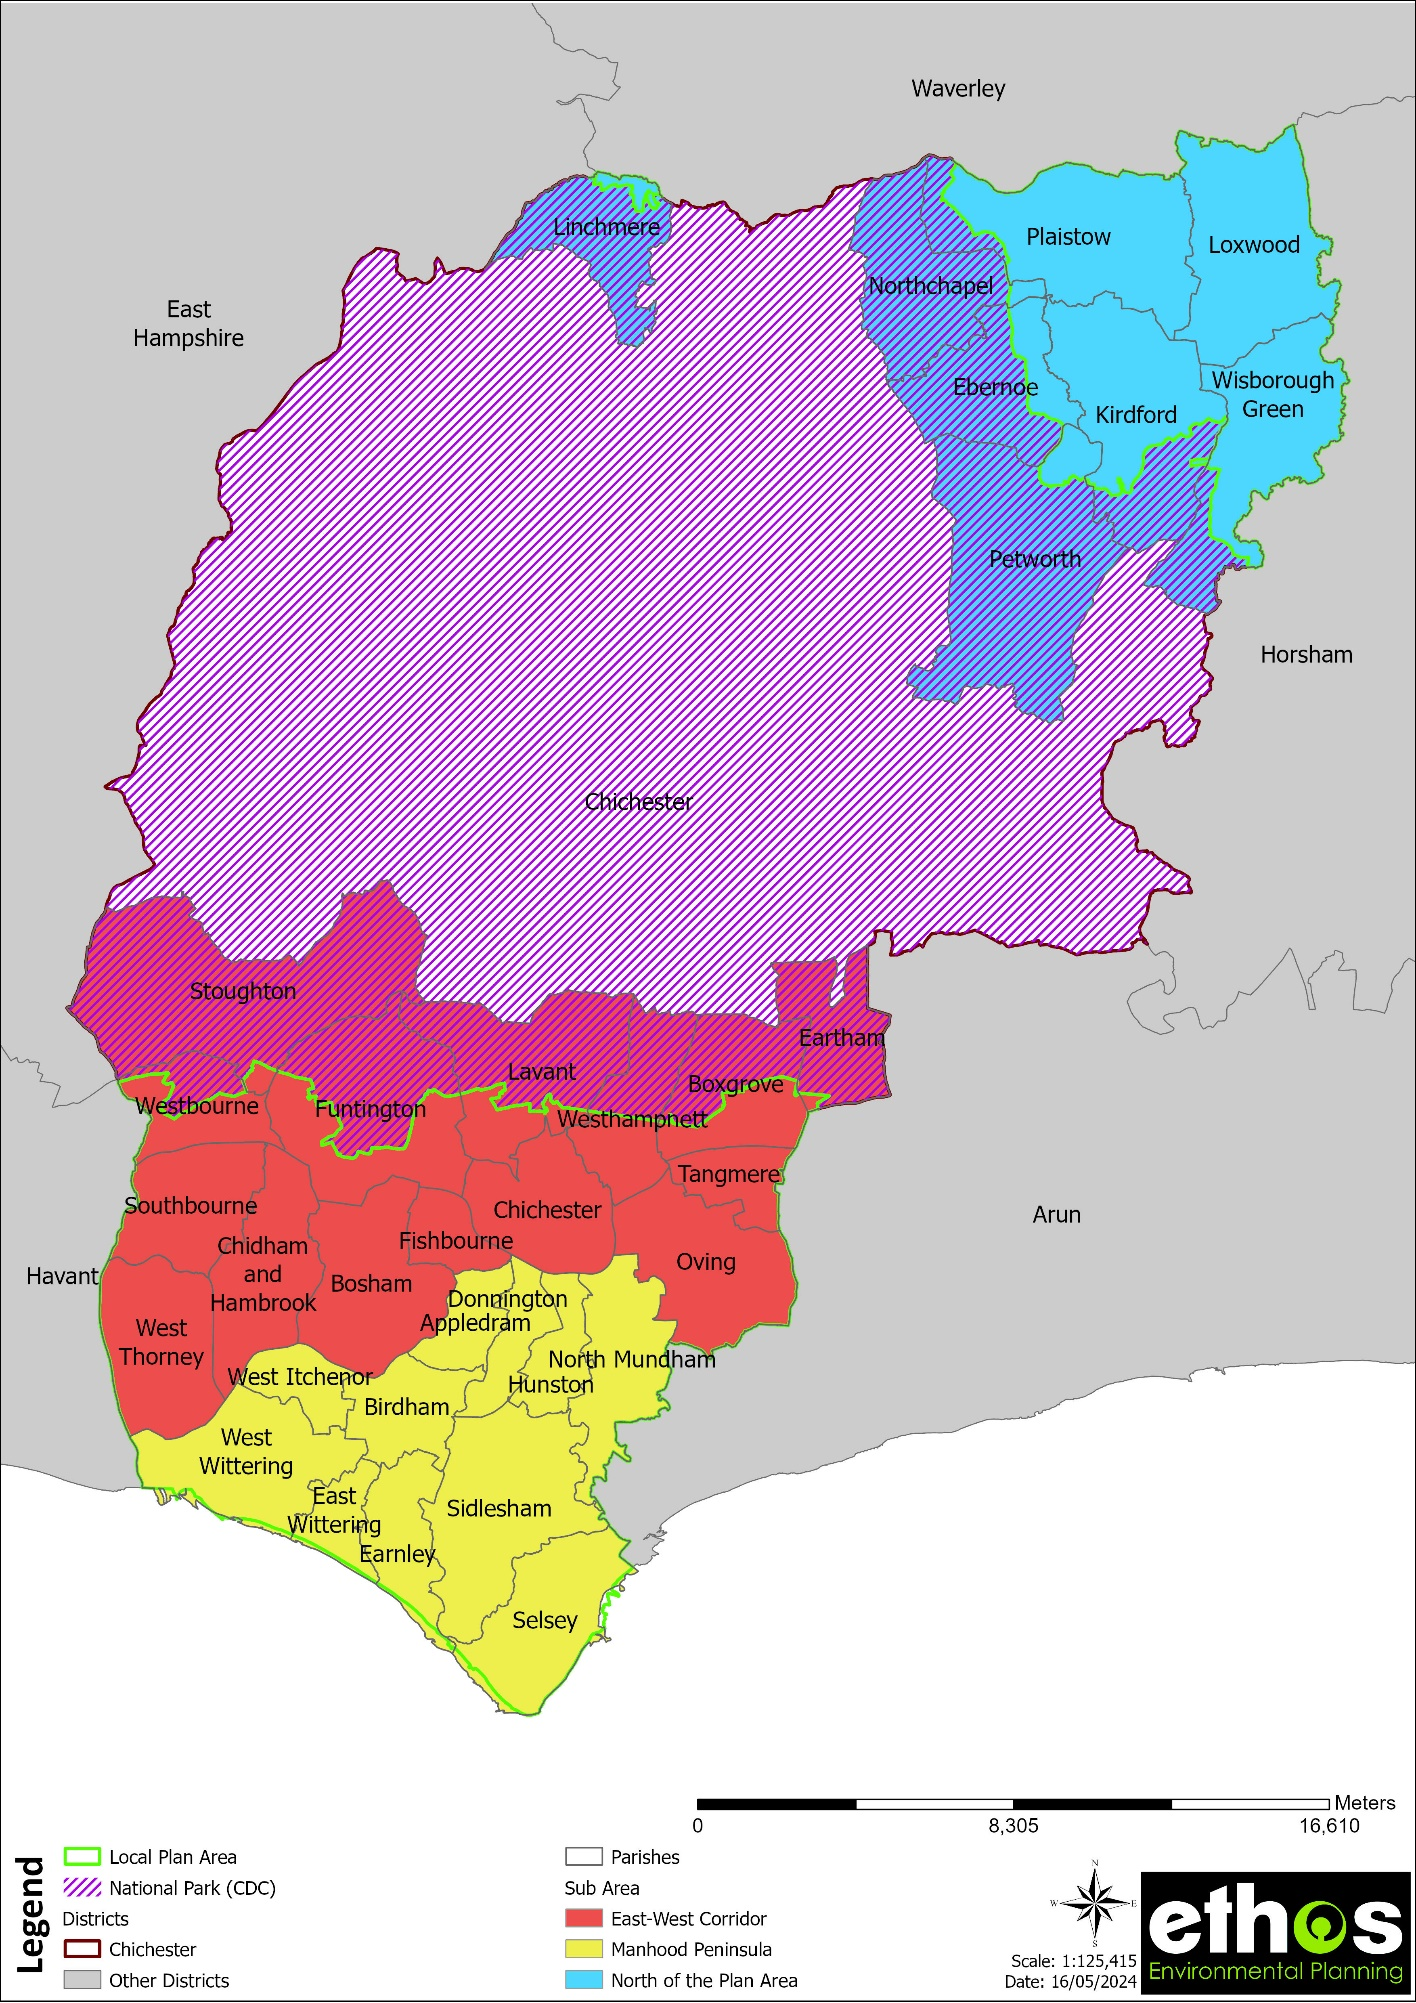 Waverley
Plaistow
Loxwood
Linchmere
Northchapel
East
Hampshire
Ebernoe
Wisborough
Green
Kirdford
Petworth
Horsham
Chichester
Stoughton
Eartham
Lavant
Boxgrove
Westbourne
Funtington
Westhampnett
Tangmere
Southbourne
Chichester
Arun
Fishbourne
Chidham
and
Hambrook
Oving
Havant
Bosham
Donnington
Appledram
West
Thorney
North Mundham
West Itchenor
Hunston
Birdham
West
Wittering
East
Wittering
Sidlesham
Earnley
Selsey
Meters
0
8,305
16,610
Legend
Local Plan Area
National Park (CDC)
Districts
Chichester
Other Districts
Parishes
Sub Area
East-West Corridor
Manhood Peninsula
North of the Plan Area
N
W
E
S
Scale: 1:125,415
Date: 16/05/2024
ethos
Environmental Planning